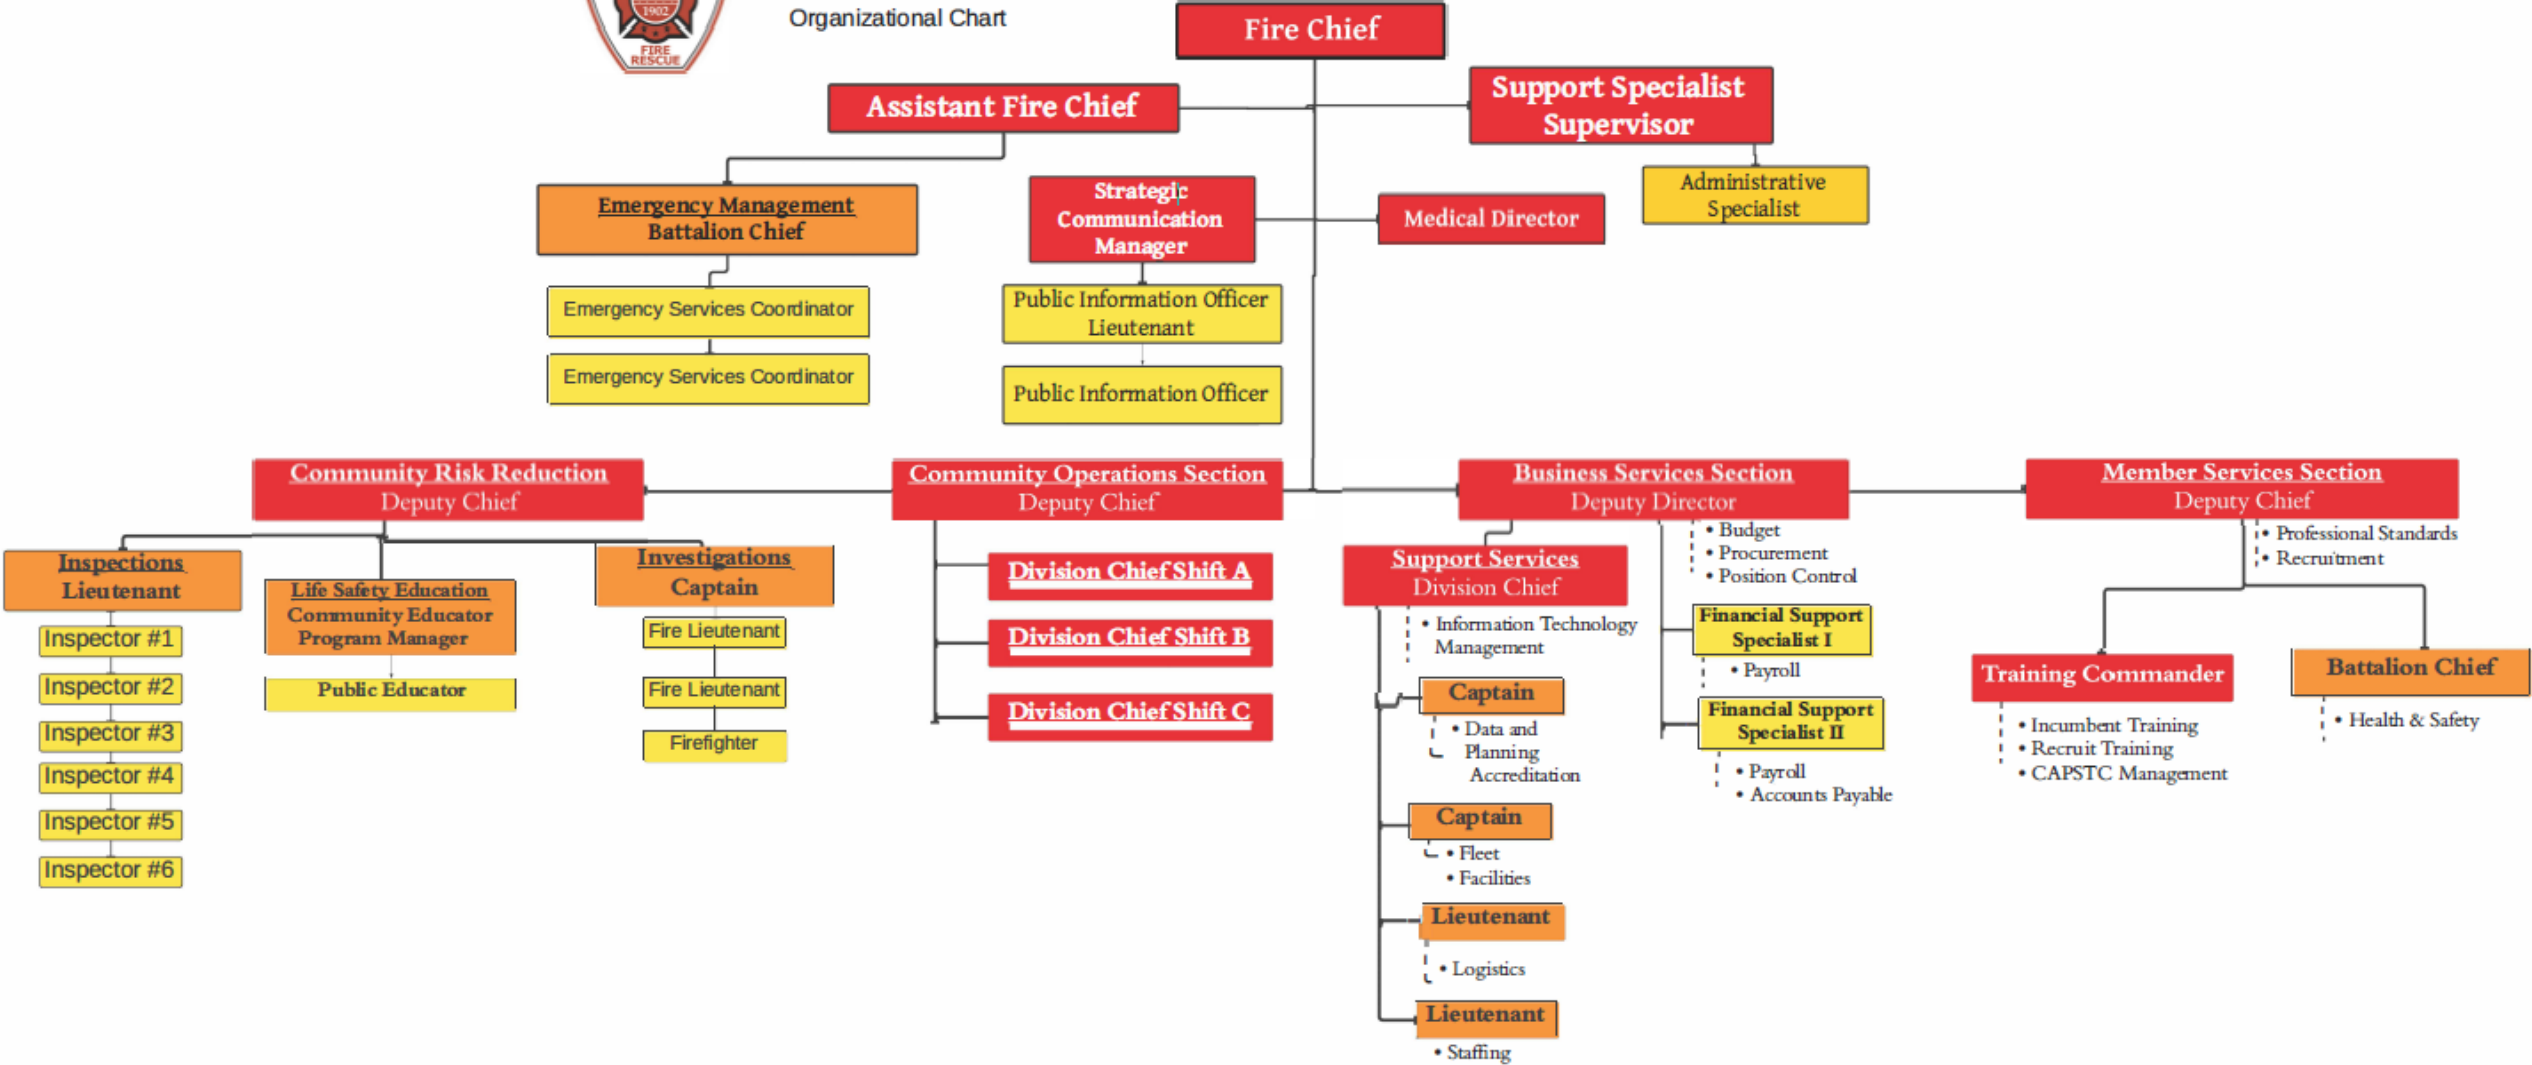 1902
FIRE
RESCUE
Organizational Chart
Fire Chief
Assistant Fire Chief
Support Specialist
Supervisor
Administrative
Specialist
Emergency Management
Battalion Chief
Emergency Services Coordinator
Emergency Services Coordinator
Strategic
Communication
Manager
Medical Director
Public Information Officer
Lieutenant
Public Information Officer
Community Risk Reduction
Deputy Chief
Inspections
Lieutenant
Inspector #1
Inspector #2
Inspector #3
Inspector #4
Inspector #5
Inspector #6
Life Safety Education
Community Educator
Program Manager
Public Educator
Investigations
Captain
Fire Lieutenant
Fire Lieutenant
Firefighter
Community Operations Section
Deputy Chief
Division Chief Shift A
Division Chief Shift B
Division Chief Shift C
Business Services Section
Deputy Director
• Budget
• Procurement
• Position Control
Support Services
Division Chief
• Information Technology
Management
Captain
• Data and
Planning
Accreditation
Captain
• Fleet
• Facilities
Lieutenant
• Logistics
Lieutenant
• Staffing
Financial Support
Specialist I
• Payroll
Financial Support
Specialist II
• Payroll
• Accounts Payable
Member Services Section
Deputy Chief
• Professional Standards
• Recruitment
Training Commander
• Incumbent Training
• Recruit Training
• CAPSTC Management
Battalion Chief
• Health & Safety